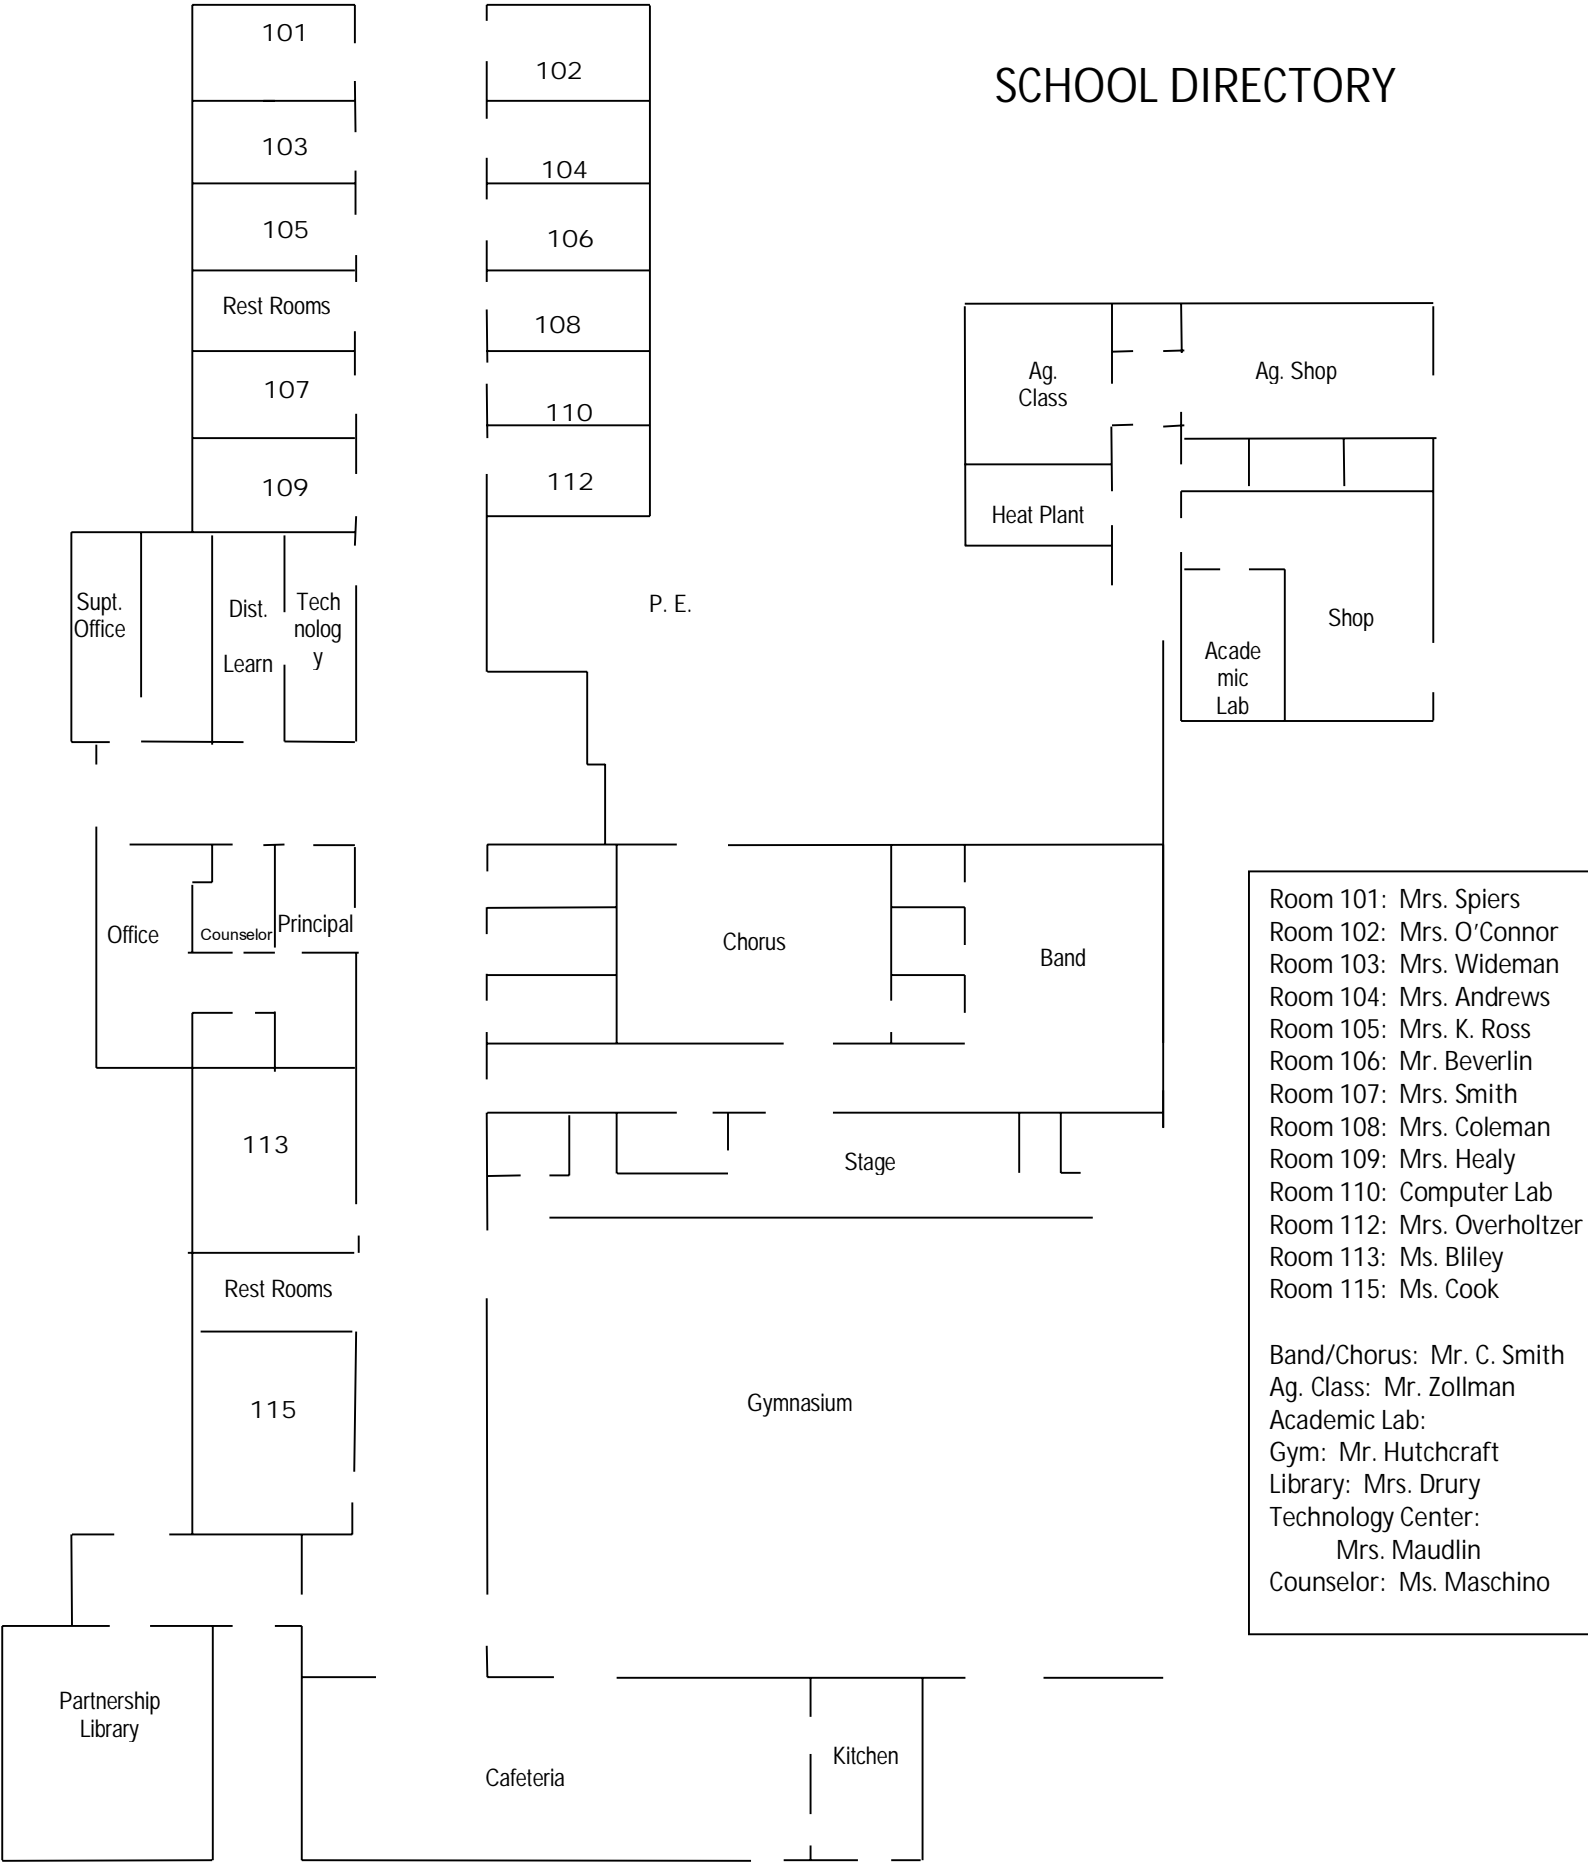 SCHOOL DIRECTORY
101
102
103
104
105
106
Rest Rooms
108
107
110
109
112
Ag.
Class
Ag. Shop
Heat Plant
Supt.
Office
Dist.
Learn
Tech
nolog
y
P. E.
Shop
Acade
mic
Lab
Office
Counselor
Principal
Chorus
Band
113
Stage
Rest Rooms
115
Gymnasium
Partnership
Library
Cafeteria
Kitchen
Room 101: Mrs. Spiers
Room 102: Mrs. O’Connor
Room 103: Mrs. Wideman
Room 104: Mrs. Andrews
Room 105: Mrs. K. Ross
Room 106: Mr. Beverlin
Room 107: Mrs. Smith
Room 108: Mrs. Coleman
Room 109: Mrs. Healy
Room 110: Computer Lab
Room 112: Mrs. Overholtzer
Room 113: Ms. Bliley
Room 115: Ms. Cook
Band/Chorus: Mr. C. Smith
Ag. Class: Mr. Zollman
Academic Lab:
Gym: Mr. Hutchcraft
Library: Mrs. Drury
Technology Center:
Mrs. Maudlin
Counselor: Ms. Maschino